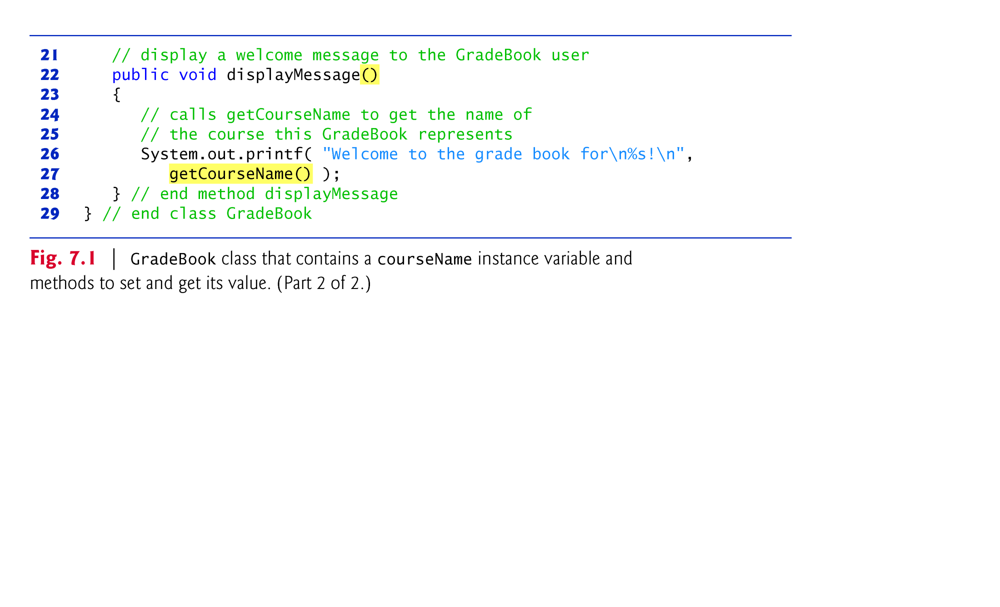 21 // display a welcome message to the GradeBook user
22 public void displayMessage()
23 {
24 // calls getCourseName to get the name of
25 // the course this GradeBook represents
26 System.out.printf( "Welcome to the grade book for\n%s!\n",
27 getCourseName() );
28 } // end method displayMessage
29 } // end class GradeBook
Fig. 7.1 | GradeBook class that contains a courseName instance variable and
methods to set and get its value. (Part 2 of 2.)